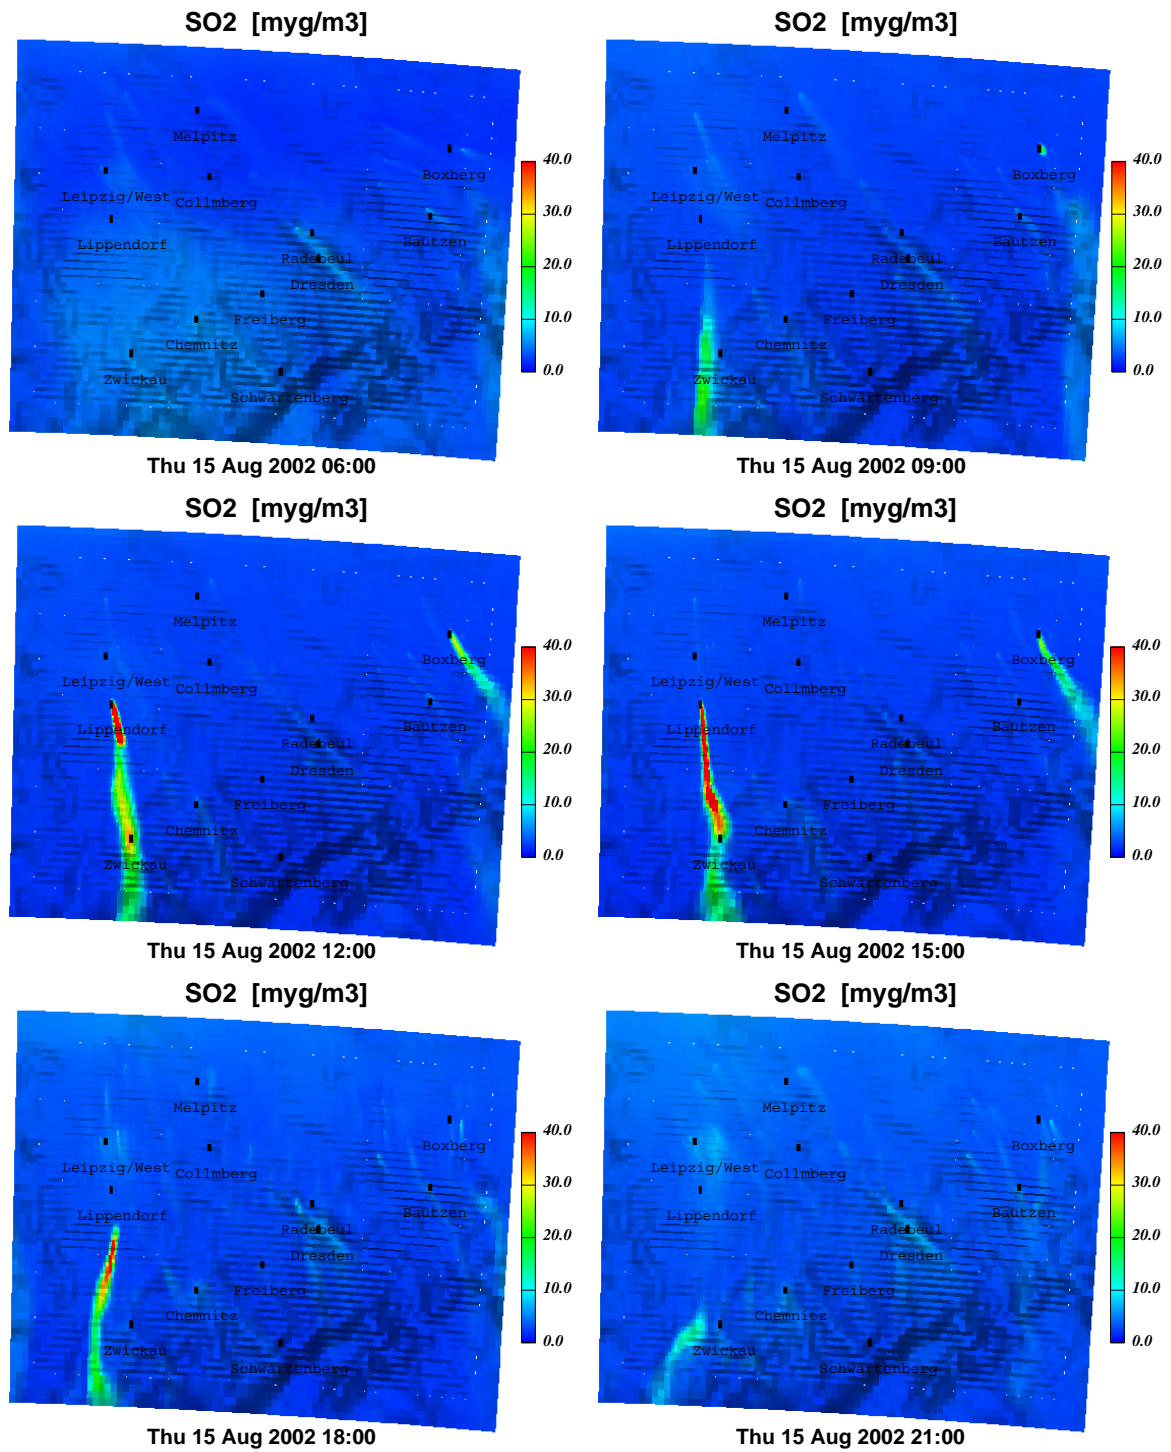 SO2 [myg/m3]
SO2 [myg/m3]
Melpitz
Boxberg
Leipzig/West
Collmberg
Lippendorf
Bautzen
Radebeul
Dresden
Freiberg
Chemnitz
Zwickau
Schwartenberg
40.0
30.0
20.0
10.0
0.0
Melpitz
Boxberg
Leipzig/West
Collmberg
Lippendorf
Bautzen
Radebeul
Dresden
Freiberg
Chemnitz
Zwickau
Schwartenberg
40.0
30.0
20.0
10.0
0.0
Thu 15 Aug 2002 06:00
Thu 15 Aug 2002 09:00
SO2 [myg/m3]
SO2 [myg/m3]
Melpitz
Boxberg
Leipzig/West
Collmberg
Lippendorf
Bautzen
Radebeul
Dresden
Freiberg
Chemnitz
Zwickau
Schwartenberg
40.0
30.0
20.0
10.0
0.0
Melpitz
Boxberg
Leipzig/West
Collmberg
Lippendorf
Bautzen
Radebeul
Dresden
Freiberg
Chemnitz
Zwickau
Schwartenberg
40.0
30.0
20.0
10.0
0.0
Thu 15 Aug 2002 12:00
Thu 15 Aug 2002 15:00
SO2 [myg/m3]
SO2 [myg/m3]
Melpitz
Boxberg
Leipzig/West
Collmberg
Lippendorf
Bautzen
Radebeul
Dresden
Freiberg
Chemnitz
Zwickau
Schwartenberg
40.0
30.0
20.0
10.0
0.0
Melpitz
Boxberg
Leipzig/West
Collmberg
Lippendorf
Bautzen
Radebeul
Dresden
Freiberg
Chemnitz
Zwickau
Schwartenberg
40.0
30.0
20.0
10.0
0.0
Thu 15 Aug 2002 18:00
Thu 15 Aug 2002 21:00